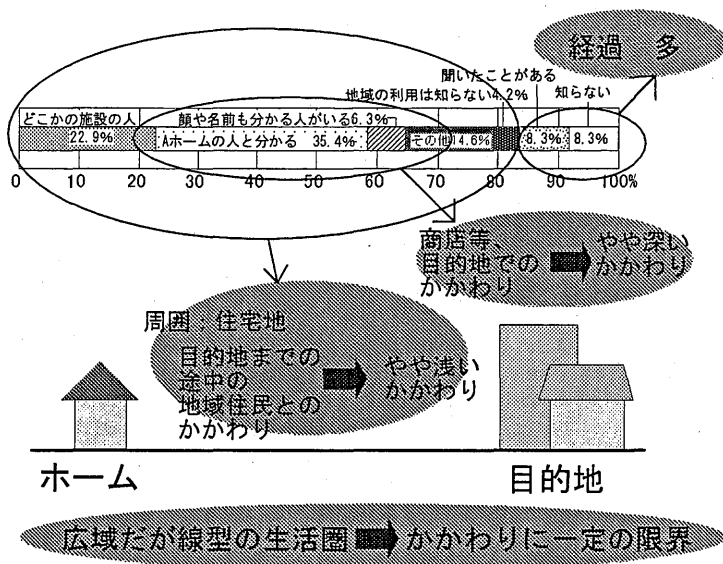 経過　多
聞いたことがある
地域の利用は知らない4.2%
知らない
どこかの施設の人
顔や名前も分かる人がいる6.3%
22.9%
Aホームの人と分かる 35.4%
その他14.6%
8.3%
8.3%
0 10 20 30 40 50 60 70 80 90 100%
商店等、
目的地での
かかわり
やや深い
かかわり
周囲；住宅地
目的地までの
途中の
地域住民との
かかわり
やや浅い
かかわり
ホーム
目的地
広域だが線型の生活圏
かかわりに一定の限界